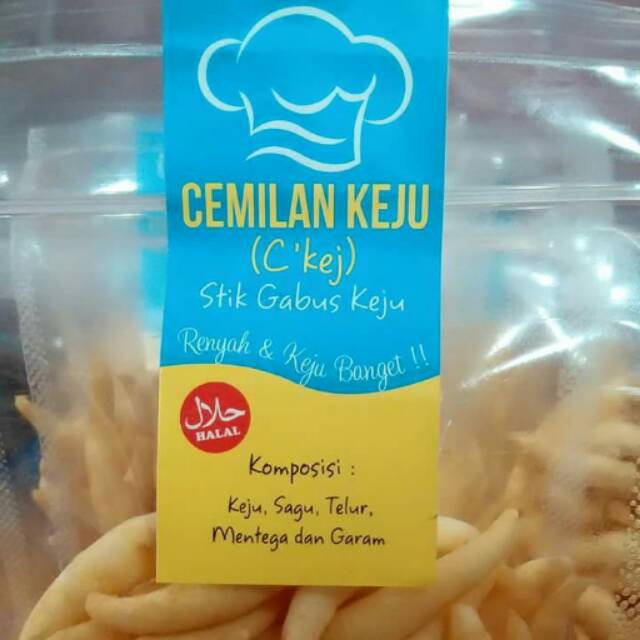 CEMILAN KEJU
(C'kej)
Stik Gabus Keju
Renyah & Keju Banget !!
حلال
HALAL
Komposisi :
Keju, Sagu, Telur,
Mentega dan Garam